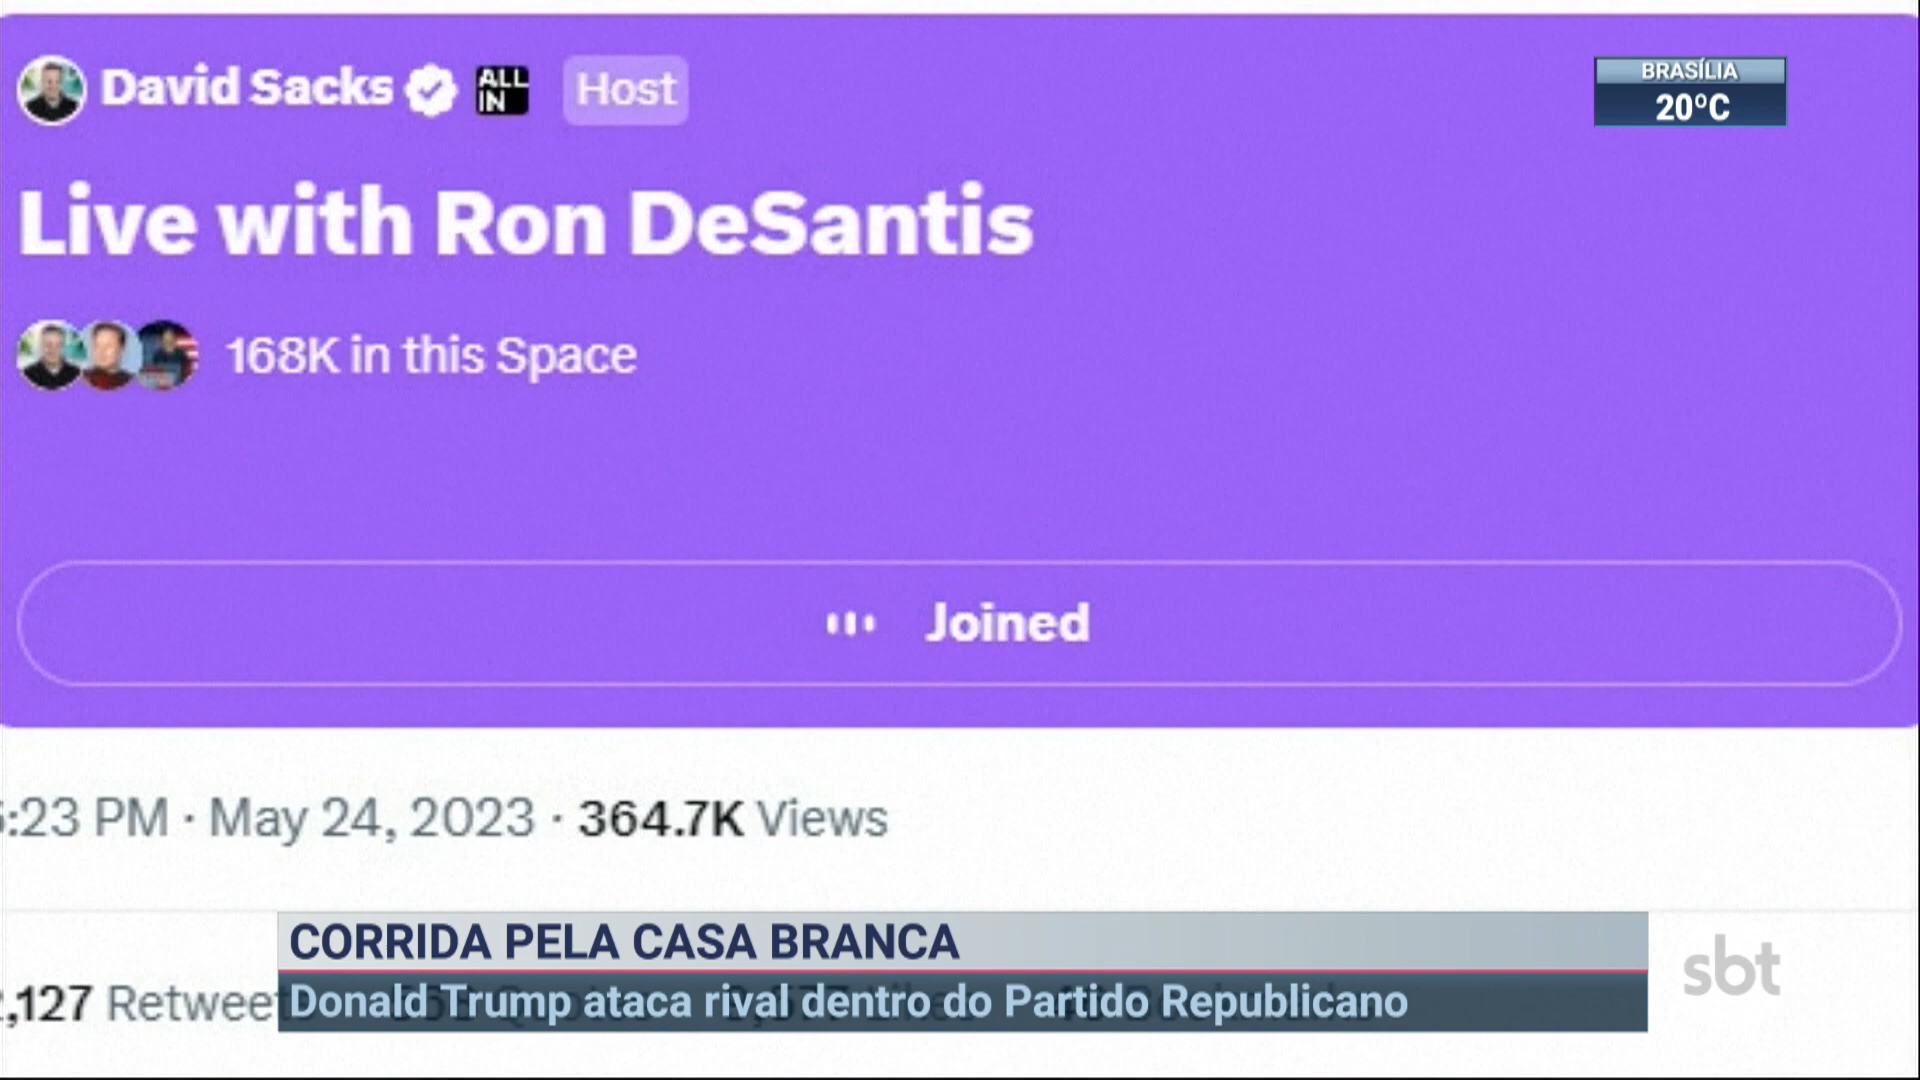 David Sacks ALL IN Host
BRASÍLIA
20°C
Live with Ron DeSantis
168K in this Space
Joined
:23 PM · May 24, 2023 · 364.7K Views
CORRIDA PELA CASA BRANCA
,127 Retweet
Donald Trump ataca rival dentro do Partido Republicano
sbt